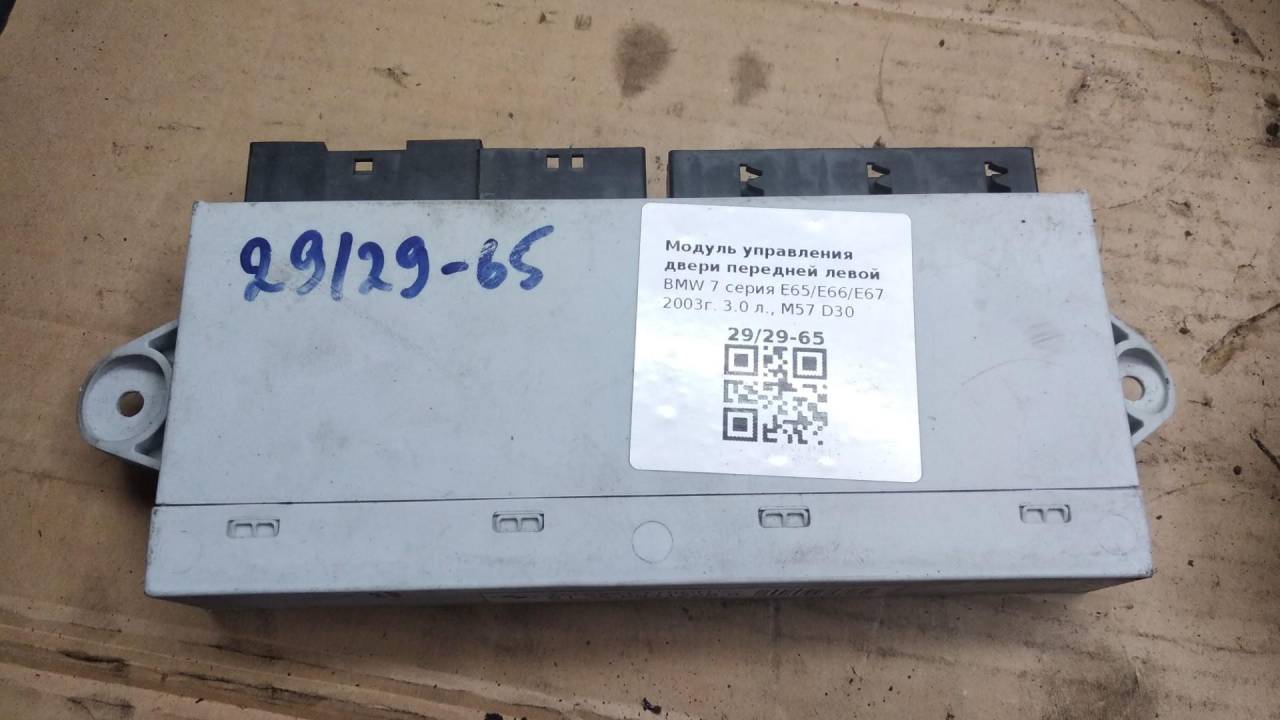 29/29-65
Модуль управления
двери передней левой
BMW 7 серия E65/E66/E67
2003г. 3.0 л., M57 D30
29/29-65